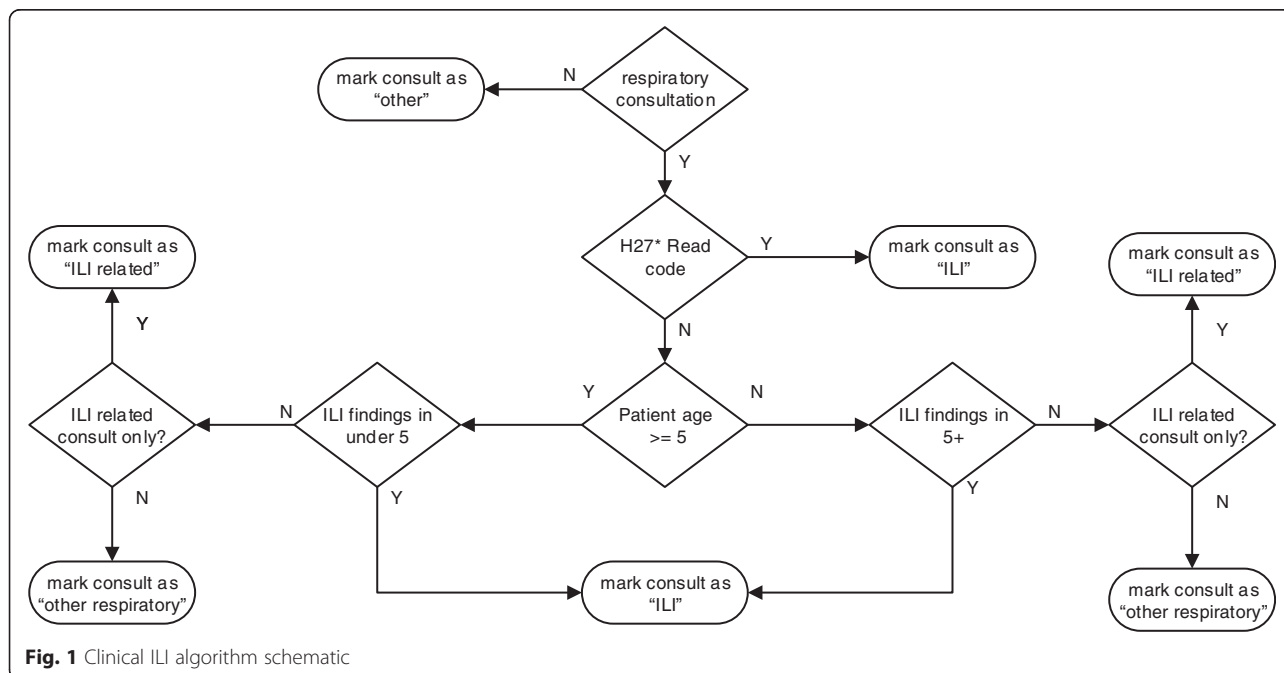 mark consult as
“other”
N
respiratory
consultation
Y
mark consult as
“ILI related”
H27* Read
code
Y
mark consult as
“ILI”
mark consult as
“ILI related”
Y
N
Y
ILI related
consult only?
N
ILI findings in
under 5
Y
Patient age
>= 5
N
ILI findings in
5+
N
ILI related
consult only?
N
Y
Y
N
mark consult as
“other respiratory”
mark consult as
“ILI”
mark consult as
“other respiratory”
Fig. 1 Clinical ILI algorithm schematic